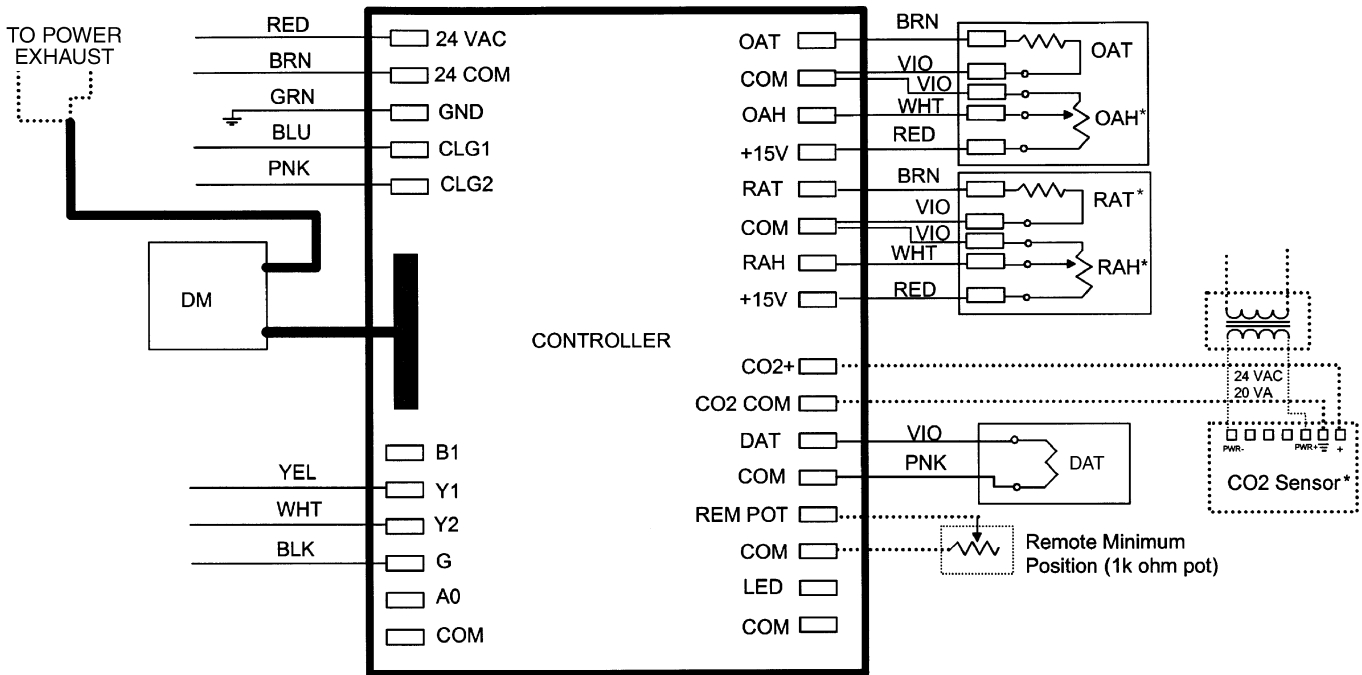 TO POWER
EXHAUST
RED
24 VAC
BRN
24 COM
GRN
GND
BLU
CLG1
PNK
CLG2
DM
CONTROLLER
B1
YEL
Y1
WHT
Y2
BLK
G
A0
COM
OAT
COM
OAH
+15V
RAT
COM
RAH
+15V
CO2+
CO2 COM
DAT
COM
REM POT
COM
LED
COM
BRN
VIO
VIO
WHT
RED
OAT
OAH*
BRN
VIO
VIO
WHT
RED
RAT*
RAH*
VIO
PNK
DAT
Remote Minimum
Position (1k ohm pot)
24 VAC
20 VA
PWR-
PWR+
+
CO2 Sensor*